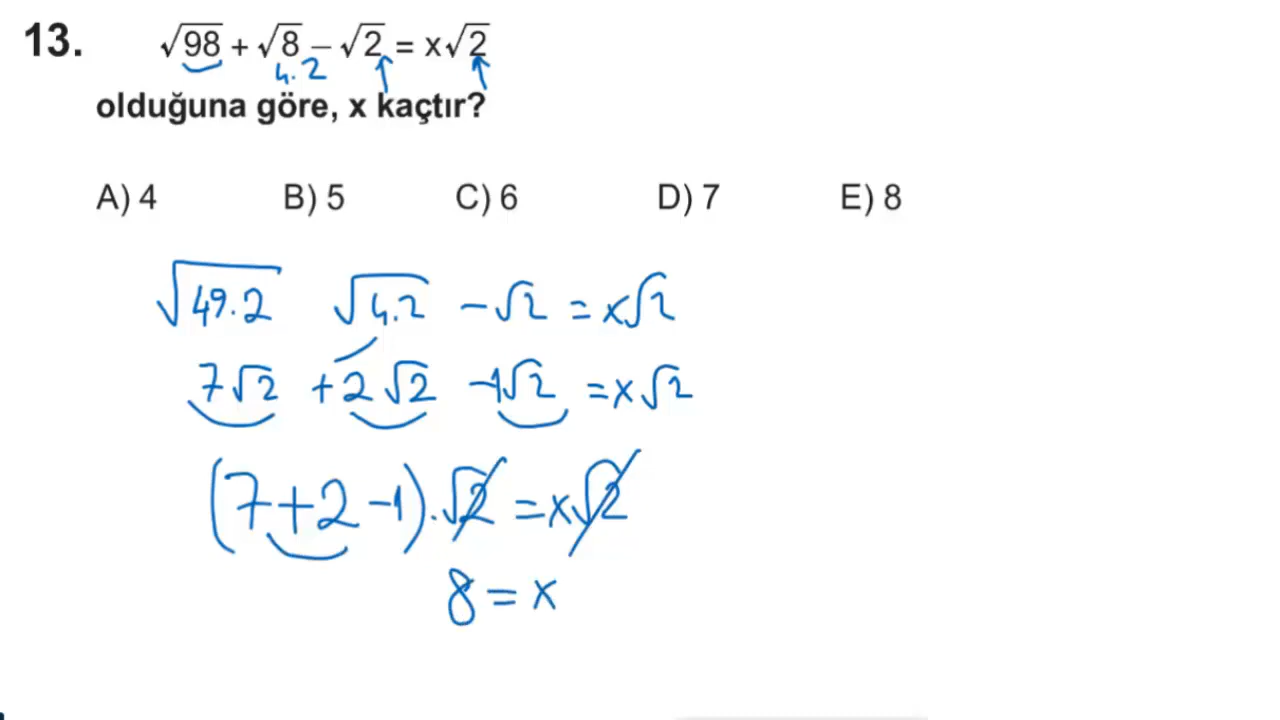 13. √98 + √8 – √2 = x√2
4.2
olduğuna göre, x kaçtır?
A) 4 B) 5 C) 6 D) 7 E) 8
√49.2 √4.2 -√2 = x√2
7√2 +2√2 -1√2 = x√2
(7+2-1).√2 = x√2
8 = x